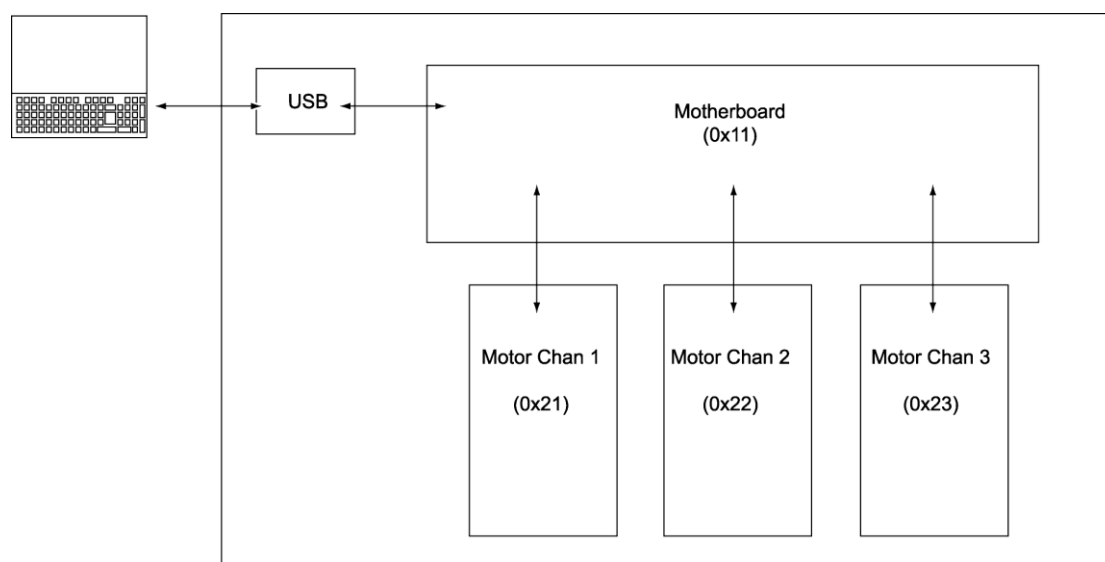 USB
Motherboard
(0x11)
Motor Chan 1
(0x21)
Motor Chan 2
(0x22)
Motor Chan 3
(0x23)